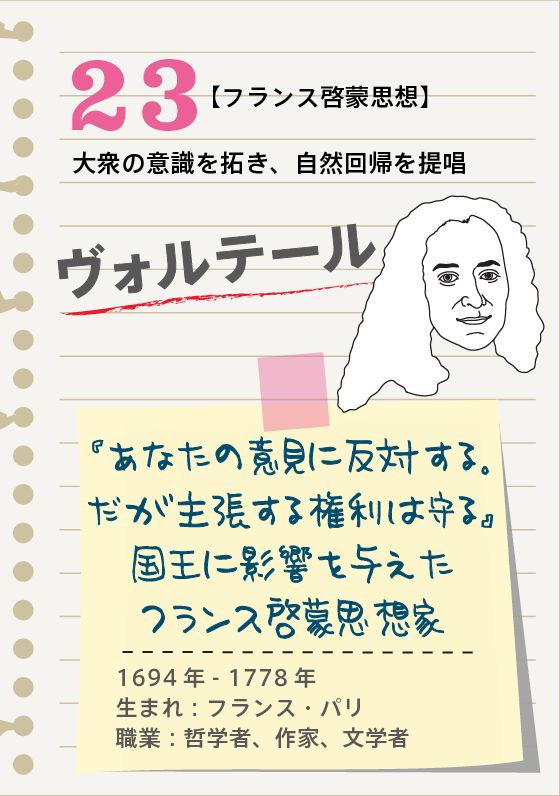 23【フランス啓蒙思想】
大衆の意識を拓き、自然回帰を提唱
ヴォルテール
『あなたの意見に反対する。
だが主張する権利は守る』
国王に影響を与えた
フランス啓蒙思想家
1694年-1778年
生まれ：フランス・パリ
職業：哲学者、作家、文学者